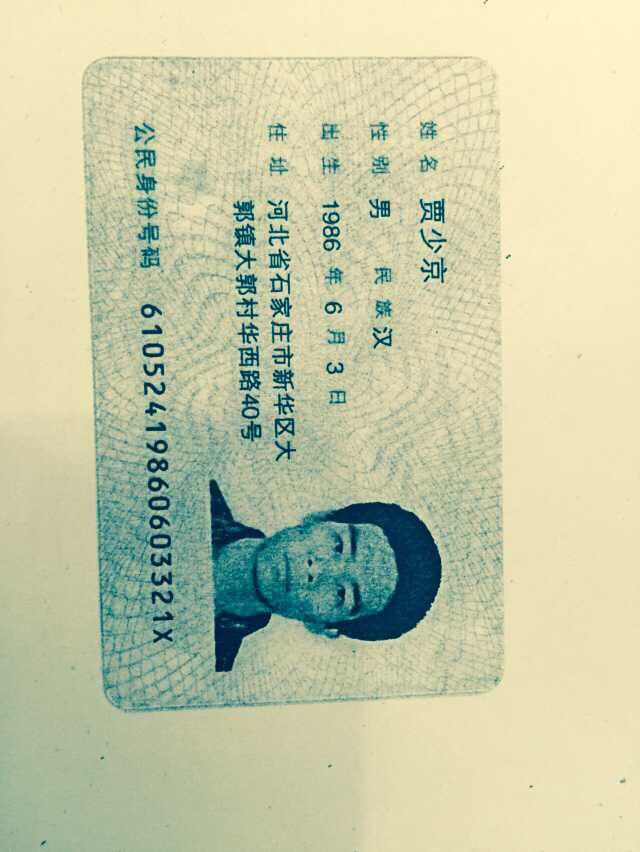 姓名 贾少京
性别 男 民族 汉
出生 1986 年 6 月 3 日
住址 河北省石家庄市新华区大
郭镇大郭村华西路40号
公民身份号码 61052419860603321X